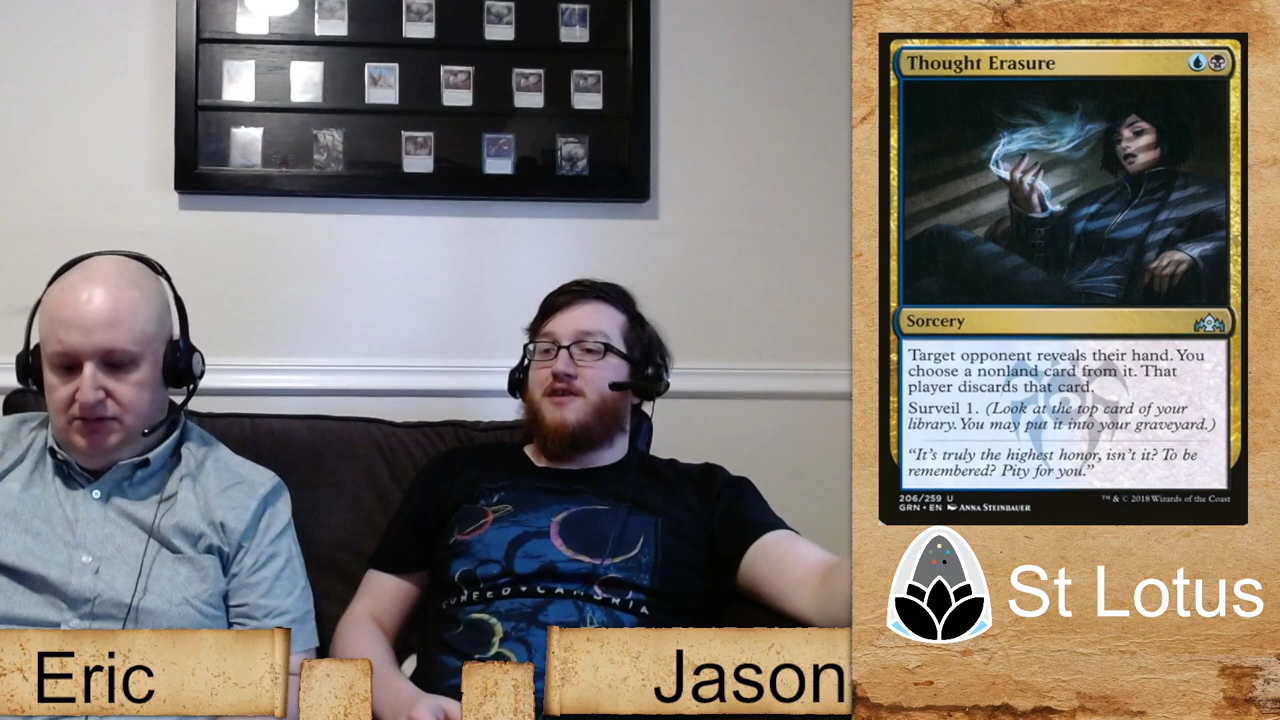 Thought Erasure
Sorcery
Target opponent reveals their hand. You
choose a nonland card from it. That
player discards that card.
Surveil 1. (Look at the top card of your
library. You may put it into your graveyard.)
"It's truly the highest honor, isn't it? To be
remembered? Pity for you."
206/259 U
GRN • EN ANNA STEINBAUER
™ & © 2018 Wizards of the Coast
St Lotus
Eric
Jason